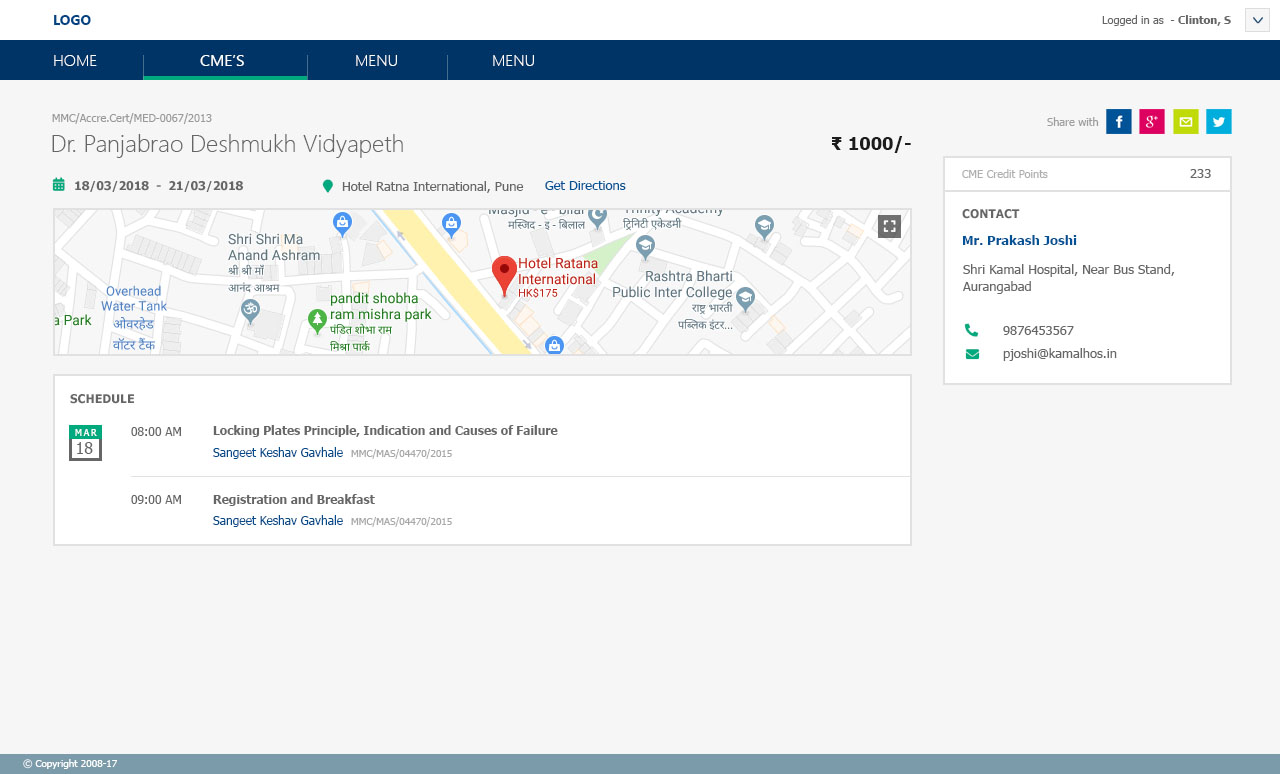 LOGO
Logged in as - Clinton, S
HOME CME'S MENU MENU
MMC/Accre.Cert/MED-0067/2013
Share with
Dr. Panjabrao Deshmukh Vidyapeth
₹ 1000/-
CME Credit Points 233
18/03/2018 - 21/03/2018
Hotel Ratna International, Pune
Get Directions
Masjid - e - bilal
मस्जिद - इ - बिलाल
Trinity Academy
ट्रिनिटी एकेडमी
Shri Shri Ma
Anand Ashram
श्री श्री माँ
आनंद आश्रम
Hotel Ratana
International
HK$175
Rashtra Bharti
Public Inter College
राष्ट्र भारती
पब्लिक इंटर...
Overhead
Water Tank
ओवरहेड
वॉटर टैंक
pandit shobha
ram mishra park
पंडित शोभा राम
मिश्रा पार्क
a Park
CONTACT
Mr. Prakash Joshi
Shri Kamal Hospital, Near Bus Stand,
Aurangabad
9876453567
pjoshi@kamalhos.in
SCHEDULE
MAR
18
08:00 AM
Locking Plates Principle, Indication and Causes of Failure
Sangeet Keshav Gavhale MMC/MAS/04470/2015
09:00 AM
Registration and Breakfast
Sangeet Keshav Gavhale MMC/MAS/04470/2015
© Copyright 2008-17